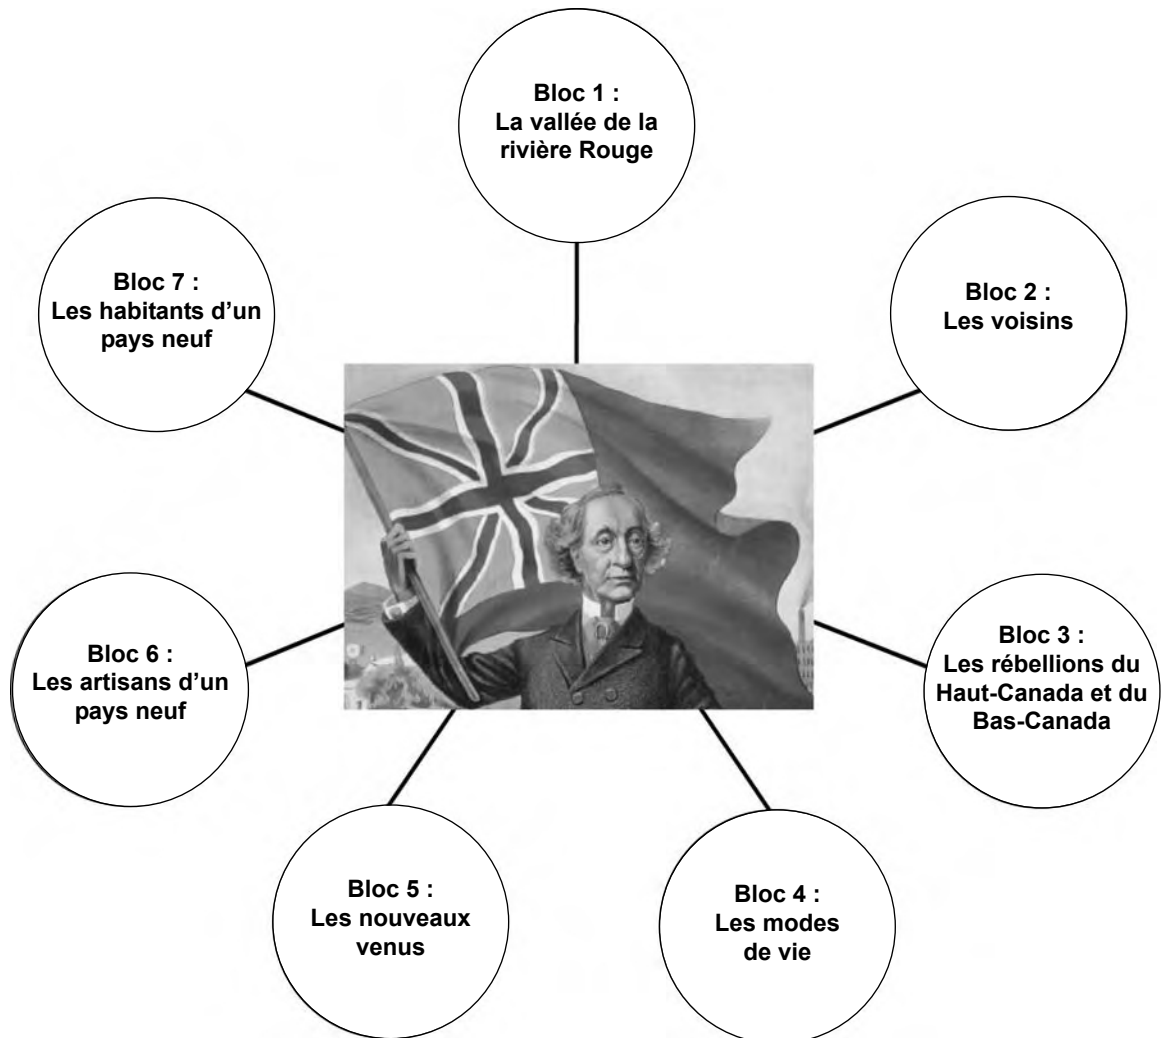 Bloc 1 :
La vallée de la
rivière Rouge
Bloc 2 :
Les voisins
Bloc 3 :
Les rébellions du
Haut-Canada et du
Bas-Canada
Bloc 4 :
Les modes
de vie
Bloc 5 :
Les nouveaux
venus
Bloc 6 :
Les artisans d’un
pays neuf
Bloc 7 :
Les habitants d’un
pays neuf